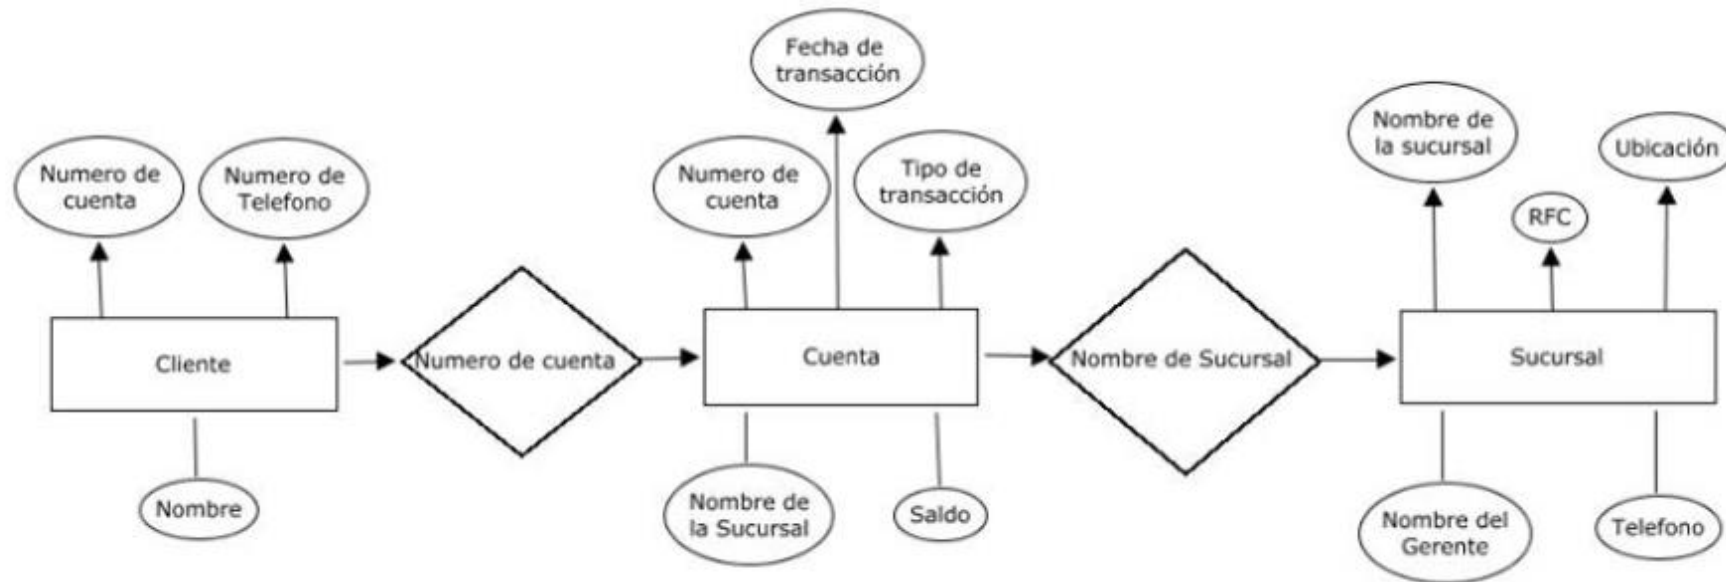 Fecha de
transacción
Numero de
cuenta
Numero de
Telefono
Numero de
cuenta
Tipo de
transacción
Nombre de
la sucursal
Ubicación
RFC
Cliente
Numero de cuenta
Cuenta
Nombre de Sucursal
Sucursal
Nombre
Nombre de
la Sucursal
Saldo
Nombre del
Gerente
Telefono